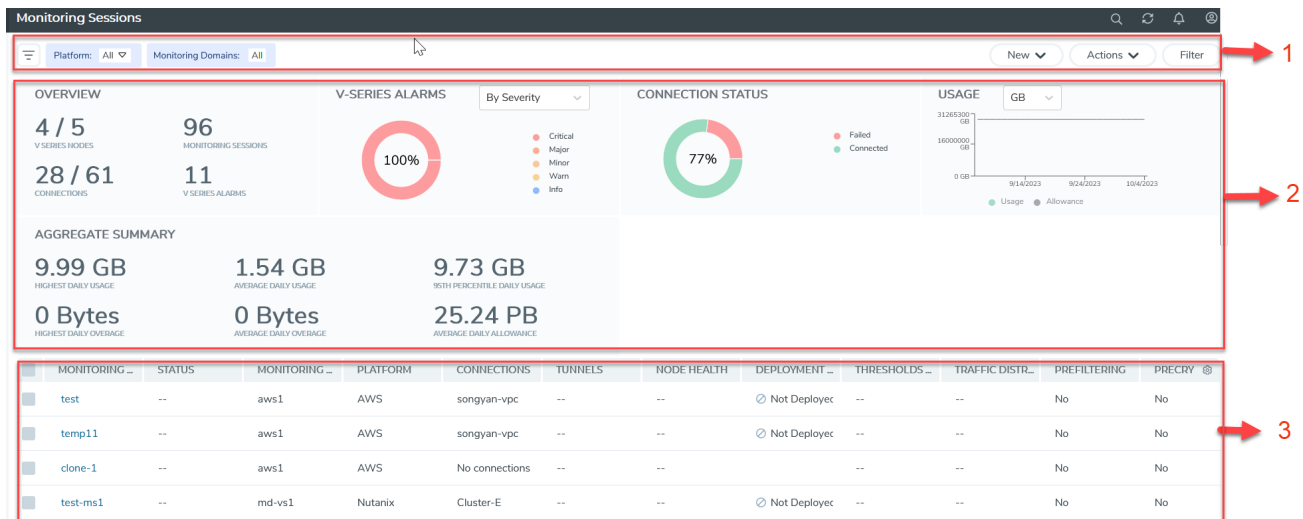 Monitoring Sessions
Platform: All Monitoring Domains: All New Actions Filter
1
OVERVIEW
4 / 5 96
V SERIES NODES MONITORING SESSIONS
28 / 61 11
CONNECTIONS V SERIES ALARMS
V-SERIES ALARMS By Severity
100%
Critical
Major
Minor
Warn
Info
CONNECTION STATUS
77%
Failed
Connected
USAGE GB
31265300
GB
16000000
GB
0 GB
9/14/2023 9/24/2023 10/4/2023
Usage Allowance
2
AGGREGATE SUMMARY
9.99 GB 1.54 GB 9.73 GB
HIGHEST DAILY USAGE AVERAGE DAILY USAGE 95TH PERCENTILE DAILY USAGE
0 Bytes 0 Bytes 25.24 PB
HIGHEST DAILY OVERAGE AVERAGE DAILY OVERAGE AVERAGE DAILY ALLOWANCE
MONITORING ... STATUS MONITORING ... PLATFORM CONNECTIONS TUNNELS NODE HEALTH DEPLOYMENT ... THRESHOLDS ... TRAFFIC DISTR... PREFILTERING PRECRY
test -- aws1 AWS songyan-vpc -- -- Not Deployed -- -- No No
temp11 -- aws1 AWS songyan-vpc -- -- Not Deployed -- -- No No
3
clone-1 -- aws1 AWS No connections -- -- -- -- No No
test-ms1 -- md-vs1 Nutanix Cluster-E -- -- Not Deployed -- -- No No